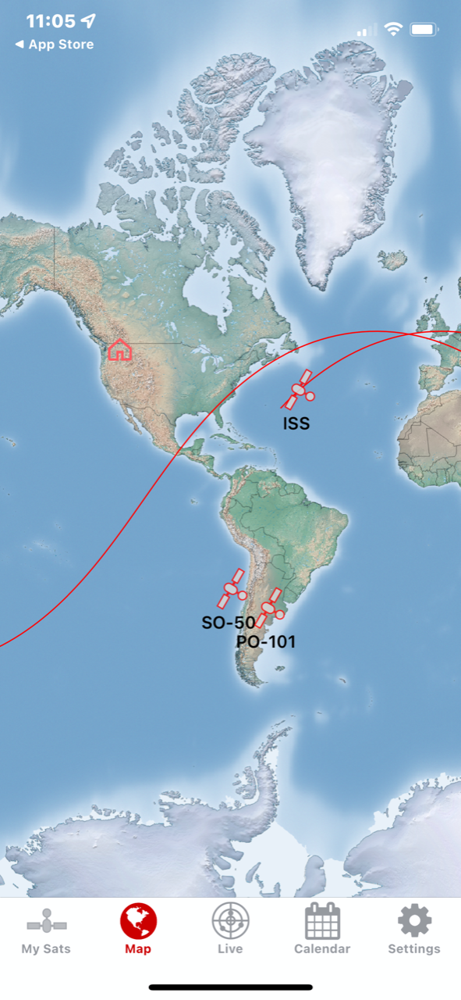 11:05
◀ App Store
ISS
SO-50
PO-101
My Sats
Map
Live
Calendar
Settings